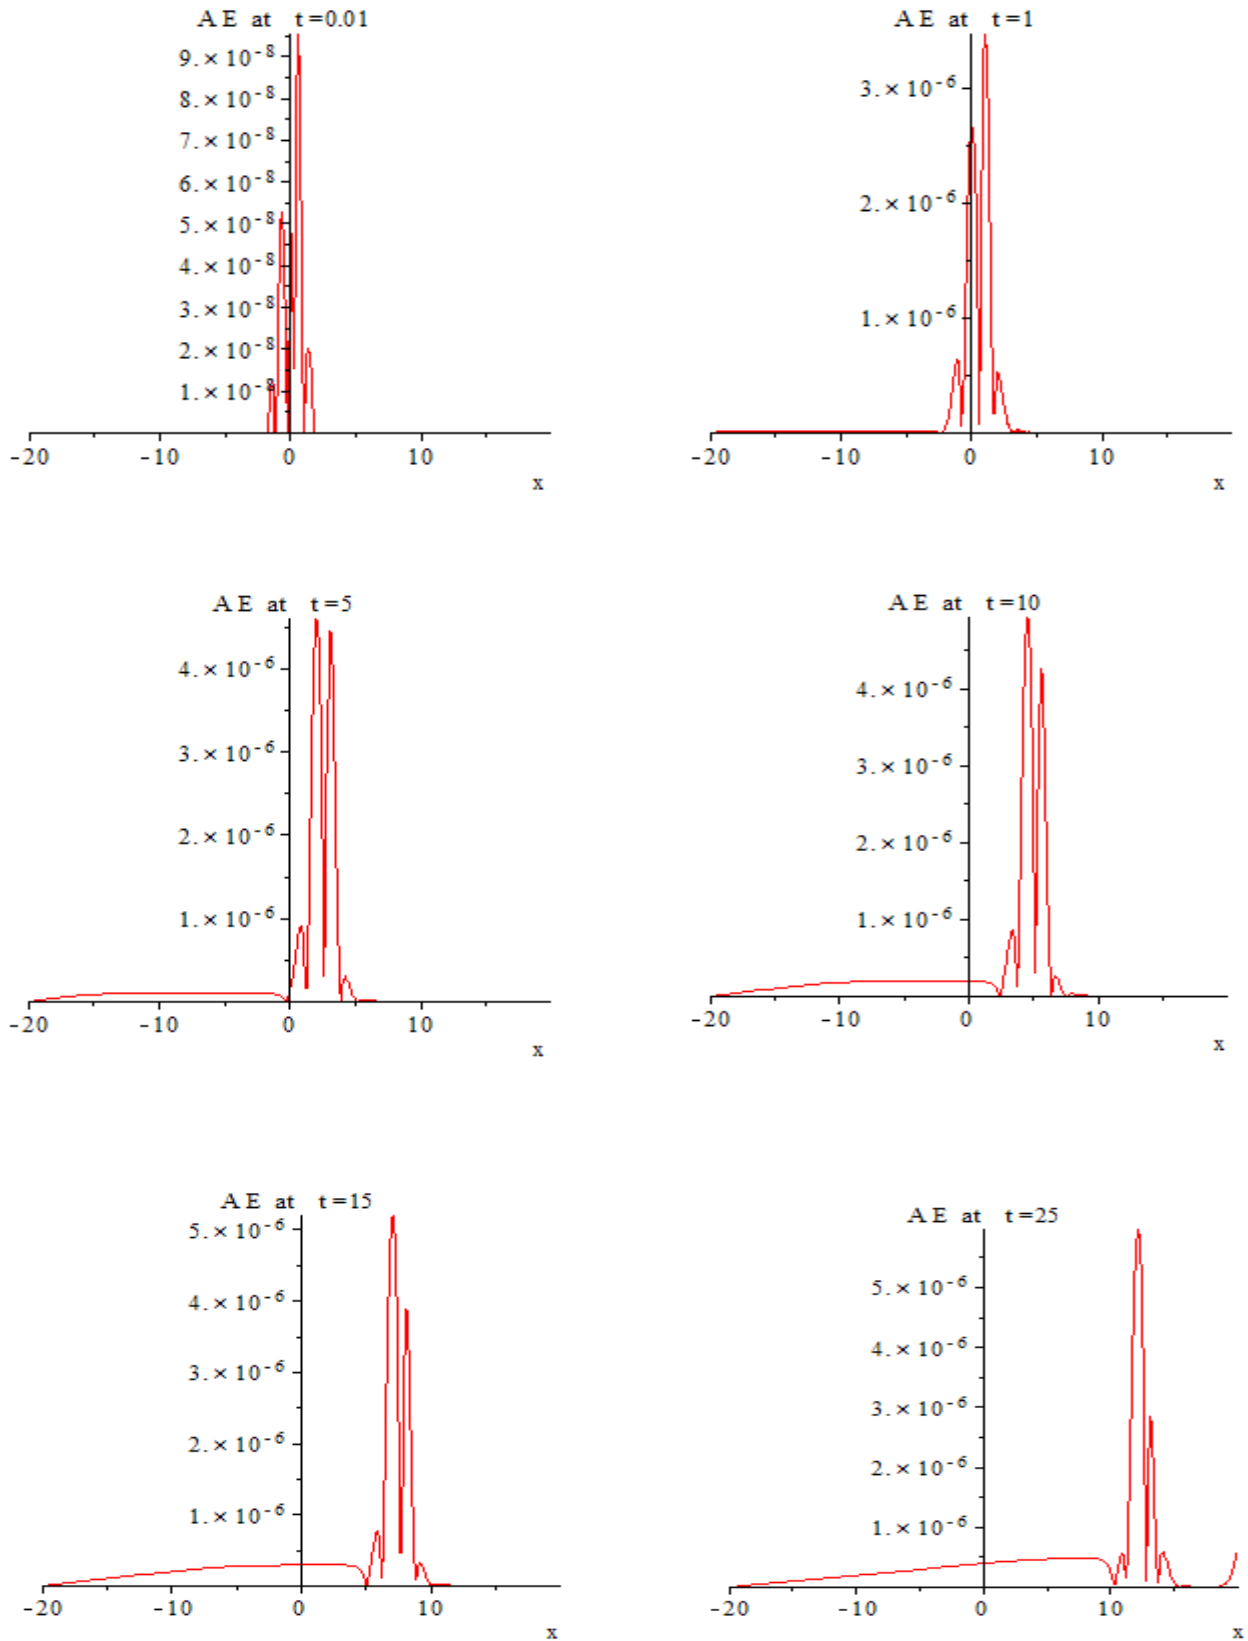 A E at t =0.01
9. × 10⁻⁸
8. × 10⁻⁸
7. × 10⁻⁸
6. × 10⁻⁸
5. × 10⁻⁸
4. × 10⁻⁸
3. × 10⁻⁸
2. × 10⁻⁸
1. × 10⁻⁸
-20 -10 0 10
x
A E at t =1
3. × 10⁻⁶
2. × 10⁻⁶
1. × 10⁻⁶
-20 -10 0 10
x
A E at t =5
4. × 10⁻⁶
3. × 10⁻⁶
2. × 10⁻⁶
1. × 10⁻⁶
-20 -10 0 10
x
A E at t =10
4. × 10⁻⁶
3. × 10⁻⁶
2. × 10⁻⁶
1. × 10⁻⁶
-20 -10 0 10
x
A E at t =15
5. × 10⁻⁶
4. × 10⁻⁶
3. × 10⁻⁶
2. × 10⁻⁶
1. × 10⁻⁶
-20 -10 0 10
x
A E at t =25
5. × 10⁻⁶
4. × 10⁻⁶
3. × 10⁻⁶
2. × 10⁻⁶
1. × 10⁻⁶
-20 -10 0 10
x